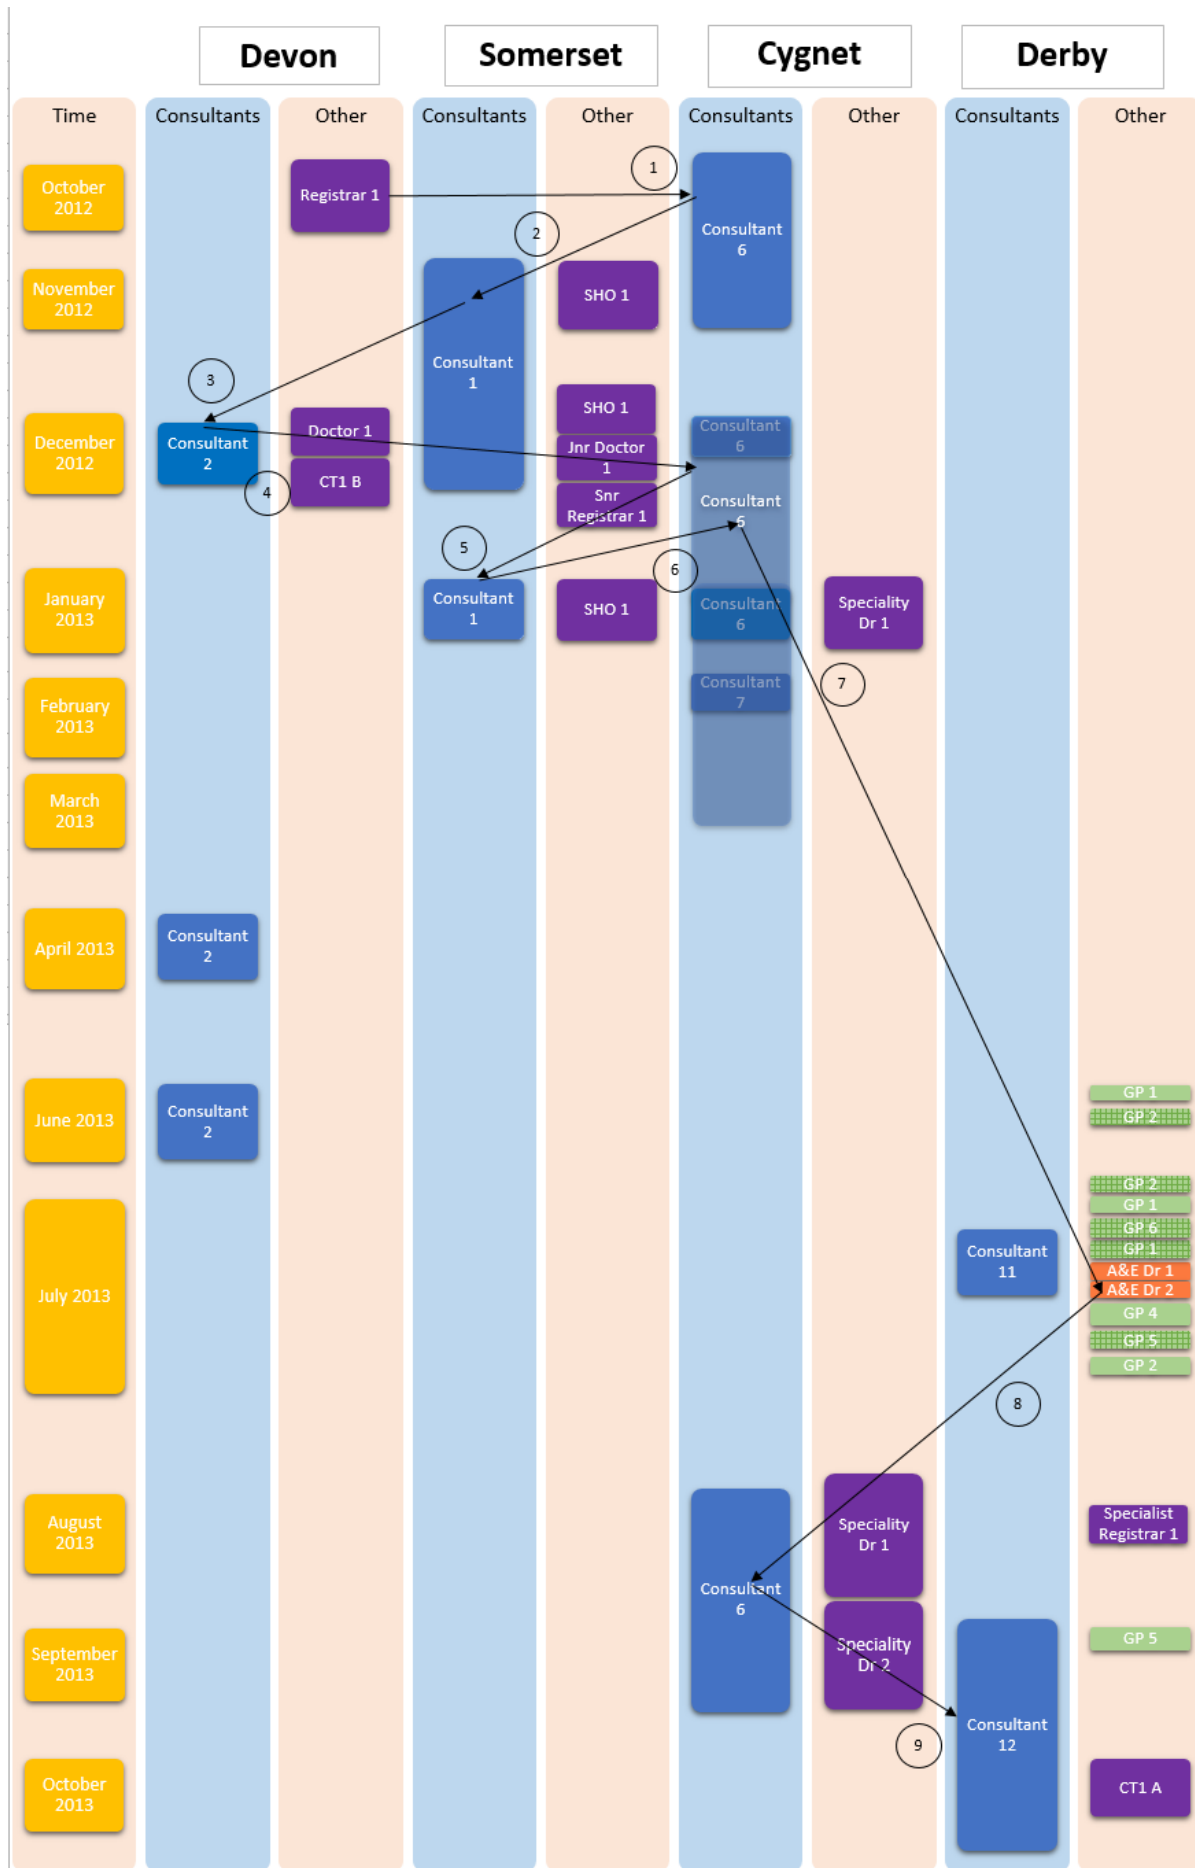 Devon
Somerset
Cygnet
Derby
Time
Consultants
Other
Consultants
Other
Consultants
Other
Consultants
Other
October
2012
Registrar 1
1
Consultant
6
2
November
2012
SHO 1
Consultant
1
3
December
2012
Consultant
2
Doctor 1
CT1 B
4
SHO 1
Jnr Doctor
1
Snr
Registrar 1
Consultant
6
Consultant
6
5
6
January
2013
Consultant
1
SHO 1
Consultant
6
Speciality
Dr 1
7
February
2013
Consultant
7
March
2013
April 2013
Consultant
2
June 2013
Consultant
2
GP 1
GP 2
July 2013
Consultant
11
GP 2
GP 1
GP 6
GP 1
A&E Dr 1
A&E Dr 2
GP 4
GP 5
GP 2
8
August
2013
Consultant
6
Speciality
Dr 1
Specialist
Registrar 1
September
2013
Speciality
Dr 2
GP 5
9
Consultant
12
October
2013
CT1 A